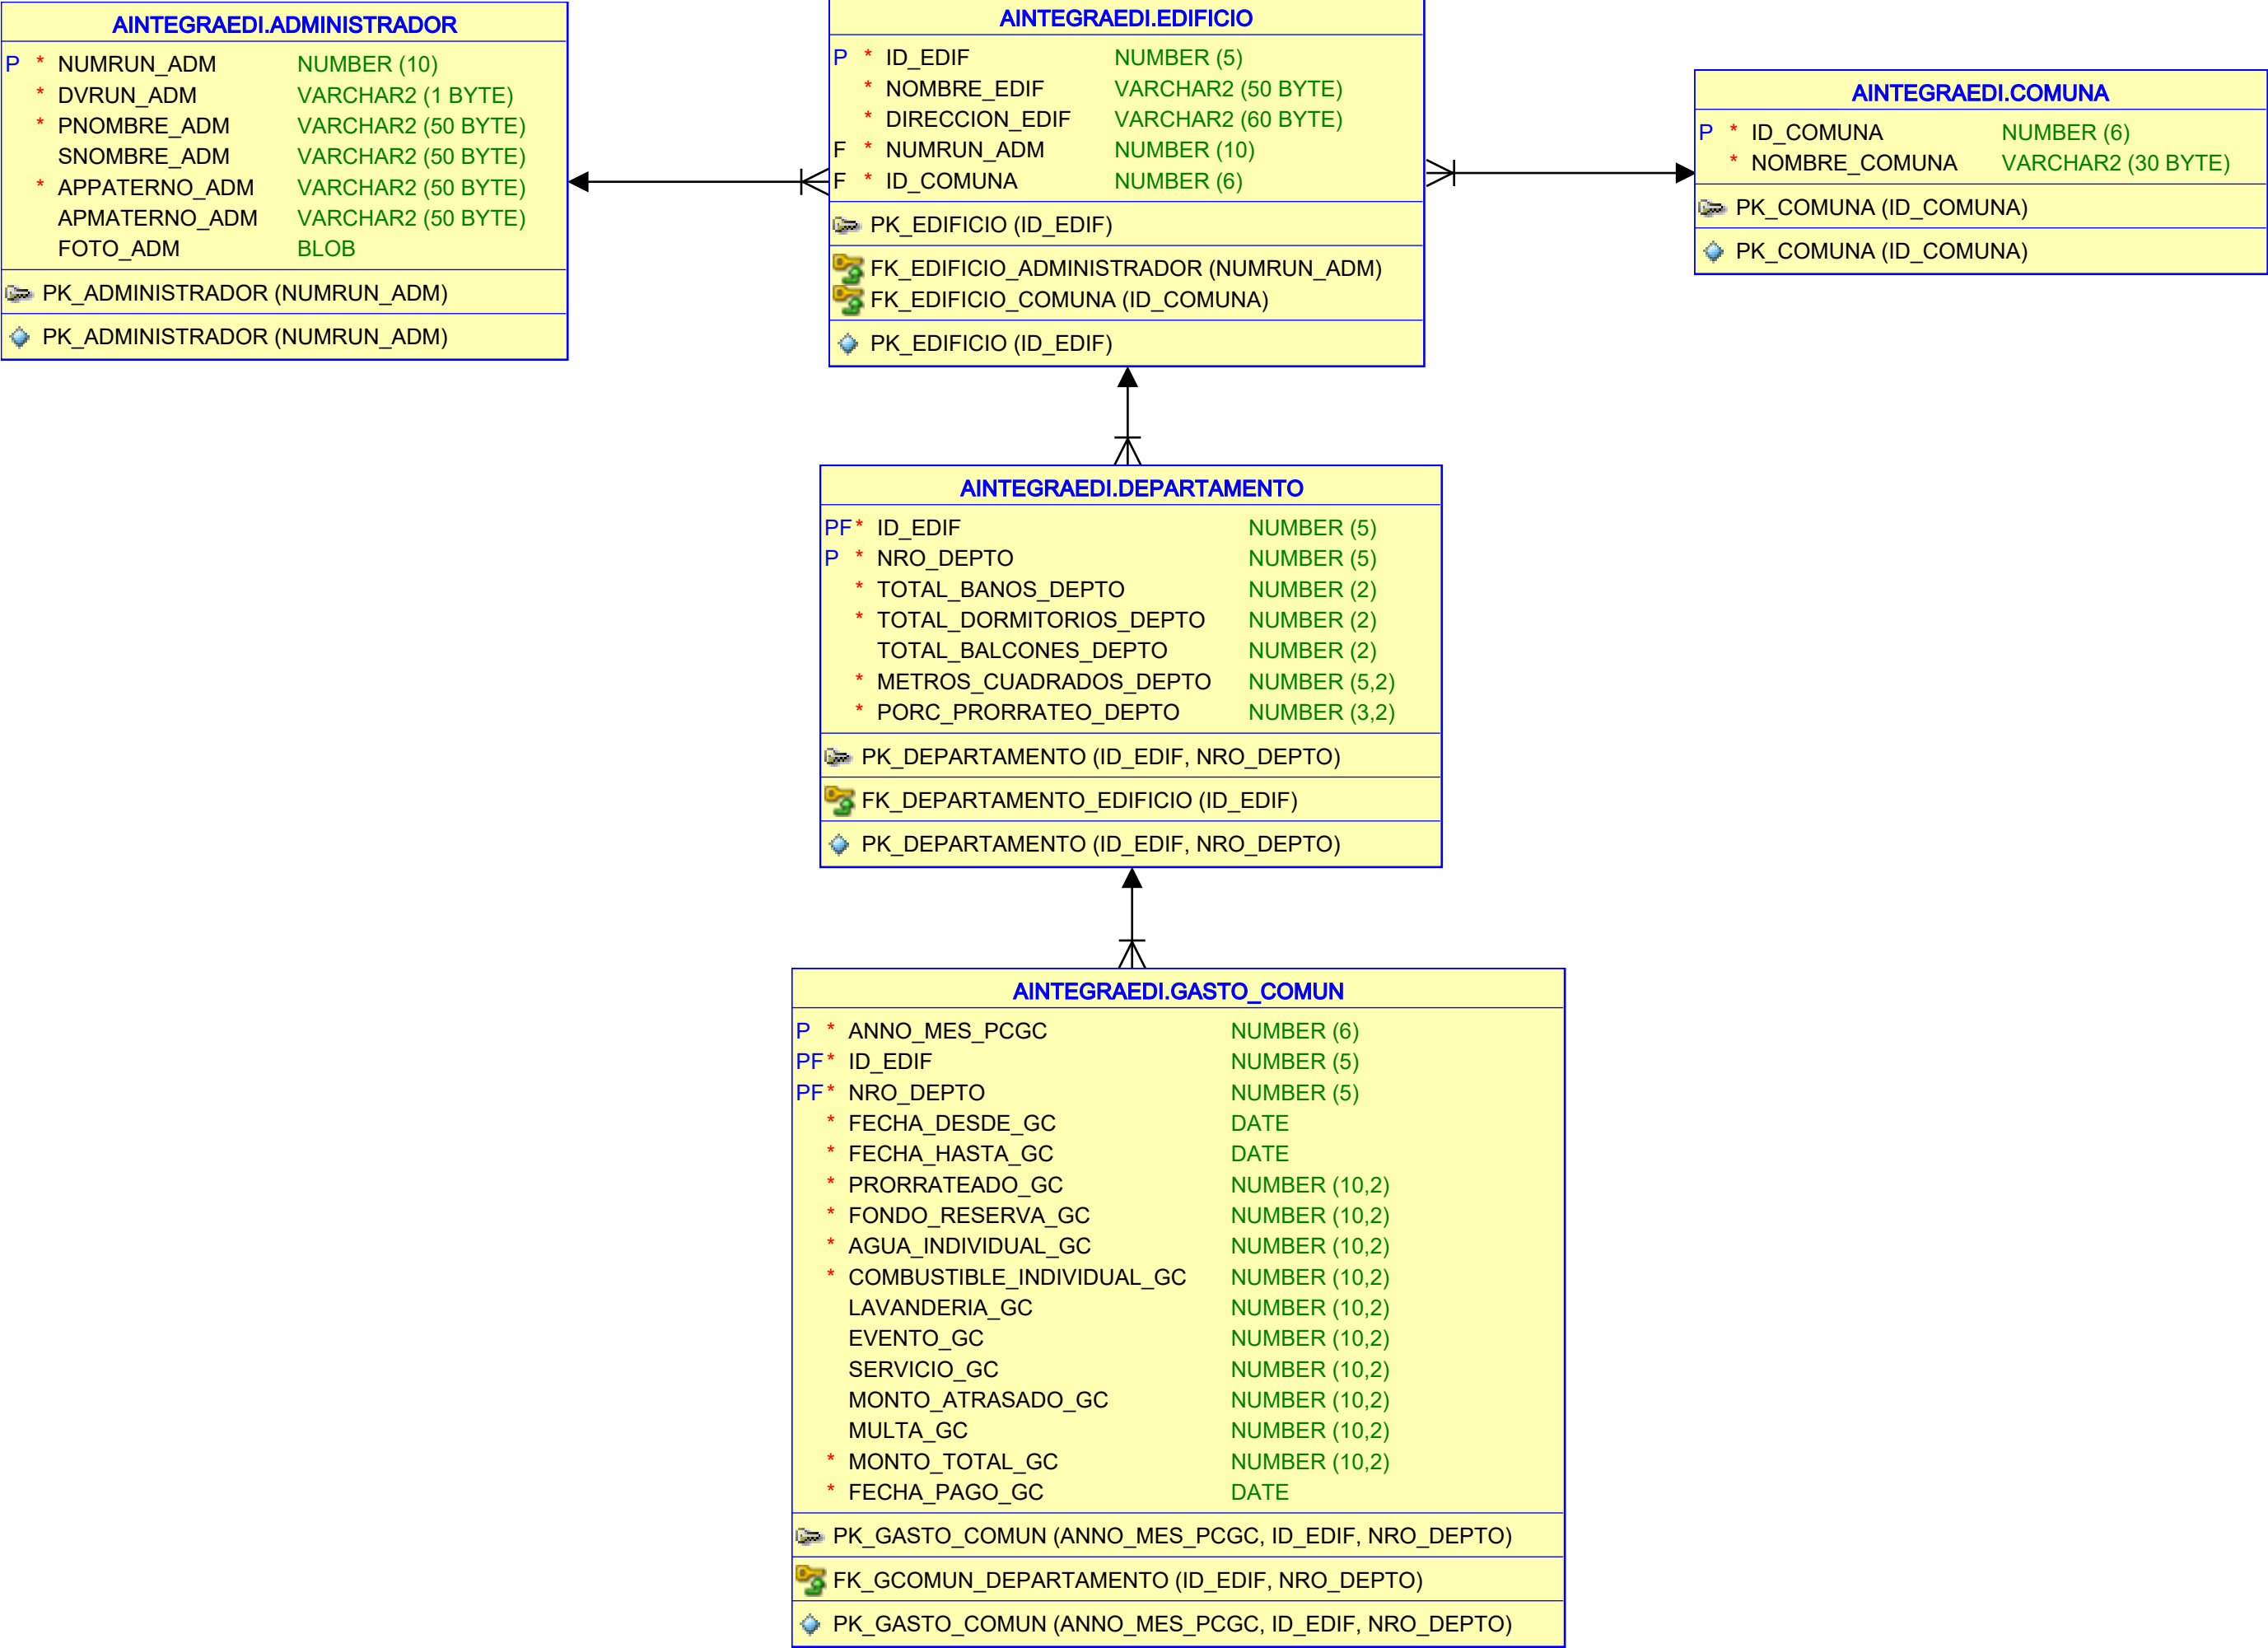 AINTEGRAEDI.ADMINISTRADOR
P * NUMRUN_ADM NUMBER (10)
* DVRUN_ADM VARCHAR2 (1 BYTE)
* PNOMBRE_ADM VARCHAR2 (50 BYTE)
SNOMBRE_ADM VARCHAR2 (50 BYTE)
* APPATERNO_ADM VARCHAR2 (50 BYTE)
APMATERNO_ADM VARCHAR2 (50 BYTE)
FOTO_ADM BLOB
PK_ADMINISTRADOR (NUMRUN_ADM)
PK_ADMINISTRADOR (NUMRUN_ADM)
AINTEGRAEDI.EDIFICIO
P * ID_EDIF NUMBER (5)
* NOMBRE_EDIF VARCHAR2 (50 BYTE)
* DIRECCION_EDIF VARCHAR2 (60 BYTE)
F * NUMRUN_ADM NUMBER (10)
F * ID_COMUNA NUMBER (6)
PK_EDIFICIO (ID_EDIF)
FK_EDIFICIO_ADMINISTRADOR (NUMRUN_ADM)
FK_EDIFICIO_COMUNA (ID_COMUNA)
PK_EDIFICIO (ID_EDIF)
AINTEGRAEDI.COMUNA
P * ID_COMUNA NUMBER (6)
* NOMBRE_COMUNA VARCHAR2 (30 BYTE)
PK_COMUNA (ID_COMUNA)
PK_COMUNA (ID_COMUNA)
AINTEGRAEDI.DEPARTAMENTO
PF * ID_EDIF NUMBER (5)
P * NRO_DEPTO NUMBER (5)
* TOTAL_BANOS_DEPTO NUMBER (2)
* TOTAL_DORMITORIOS_DEPTO NUMBER (2)
TOTAL_BALCONES_DEPTO NUMBER (2)
* METROS_CUADRADOS_DEPTO NUMBER (5,2)
* PORC_PRORRATEO_DEPTO NUMBER (3,2)
PK_DEPARTAMENTO (ID_EDIF, NRO_DEPTO)
FK_DEPARTAMENTO_EDIFICIO (ID_EDIF)
PK_DEPARTAMENTO (ID_EDIF, NRO_DEPTO)
AINTEGRAEDI.GASTO_COMUN
P * ANNO_MES_PCGC NUMBER (6)
PF * ID_EDIF NUMBER (5)
PF * NRO_DEPTO NUMBER (5)
* FECHA_DESDE_GC DATE
* FECHA_HASTA_GC DATE
* PRORRATEADO_GC NUMBER (10,2)
* FONDO_RESERVA_GC NUMBER (10,2)
* AGUA_INDIVIDUAL_GC NUMBER (10,2)
* COMBUSTIBLE_INDIVIDUAL_GC NUMBER (10,2)
LAVANDERIA_GC NUMBER (10,2)
EVENTO_GC NUMBER (10,2)
SERVICIO_GC NUMBER (10,2)
MONTO_ATRASADO_GC NUMBER (10,2)
MULTA_GC NUMBER (10,2)
* MONTO_TOTAL_GC NUMBER (10,2)
* FECHA_PAGO_GC DATE
PK_GASTO_COMUN (ANNO_MES_PCGC, ID_EDIF, NRO_DEPTO)
FK_GCOMUN_DEPARTAMENTO (ID_EDIF, NRO_DEPTO)
PK_GASTO_COMUN (ANNO_MES_PCGC, ID_EDIF, NRO_DEPTO)